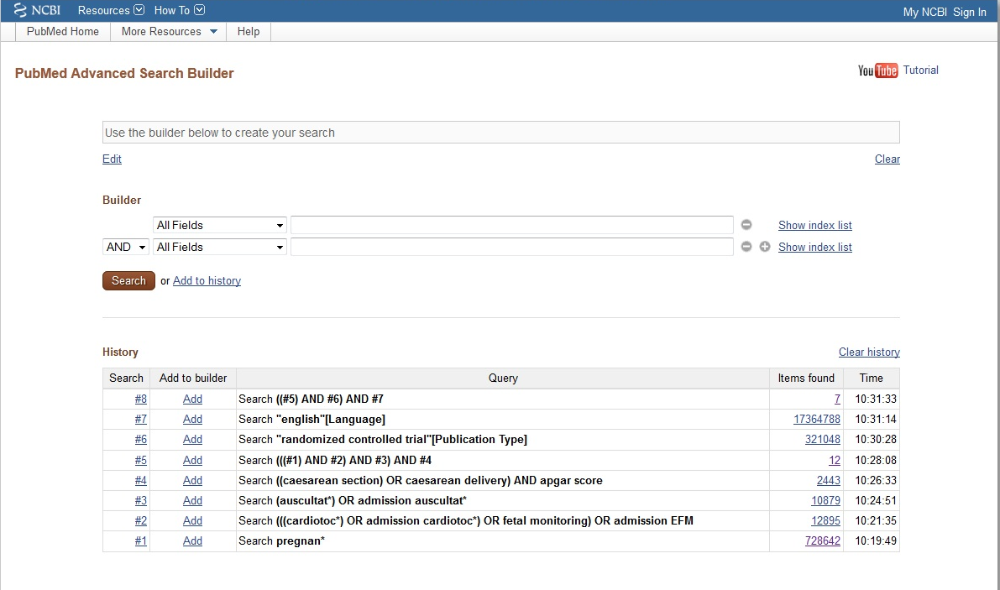 NCBI Resources How To My NCBI Sign In
PubMed Home More Resources Help
PubMed Advanced Search Builder YouTube Tutorial
Use the builder below to create your search
Edit Clear
Builder
All Fields Show index list
AND All Fields Show index list
Search or Add to history
History Clear history
Search Add to builder Query Items found Time
#8 Add Search ((#5) AND #6) AND #7 7 10:31:33
#7 Add Search "english"[Language] 17364788 10:31:14
#6 Add Search "randomized controlled trial"[Publication Type] 321048 10:30:28
#5 Add Search (((#1) AND #2) AND #3) AND #4 12 10:28:08
#4 Add Search ((caesarean section) OR caesarean delivery) AND apgar score 2443 10:26:33
#3 Add Search (auscultat*) OR admission auscultat* 10879 10:24:51
#2 Add Search (((cardiotoc*) OR admission cardiotoc*) OR fetal monitoring) OR admission EFM 12895 10:21:35
#1 Add Search pregnan* 728642 10:19:49